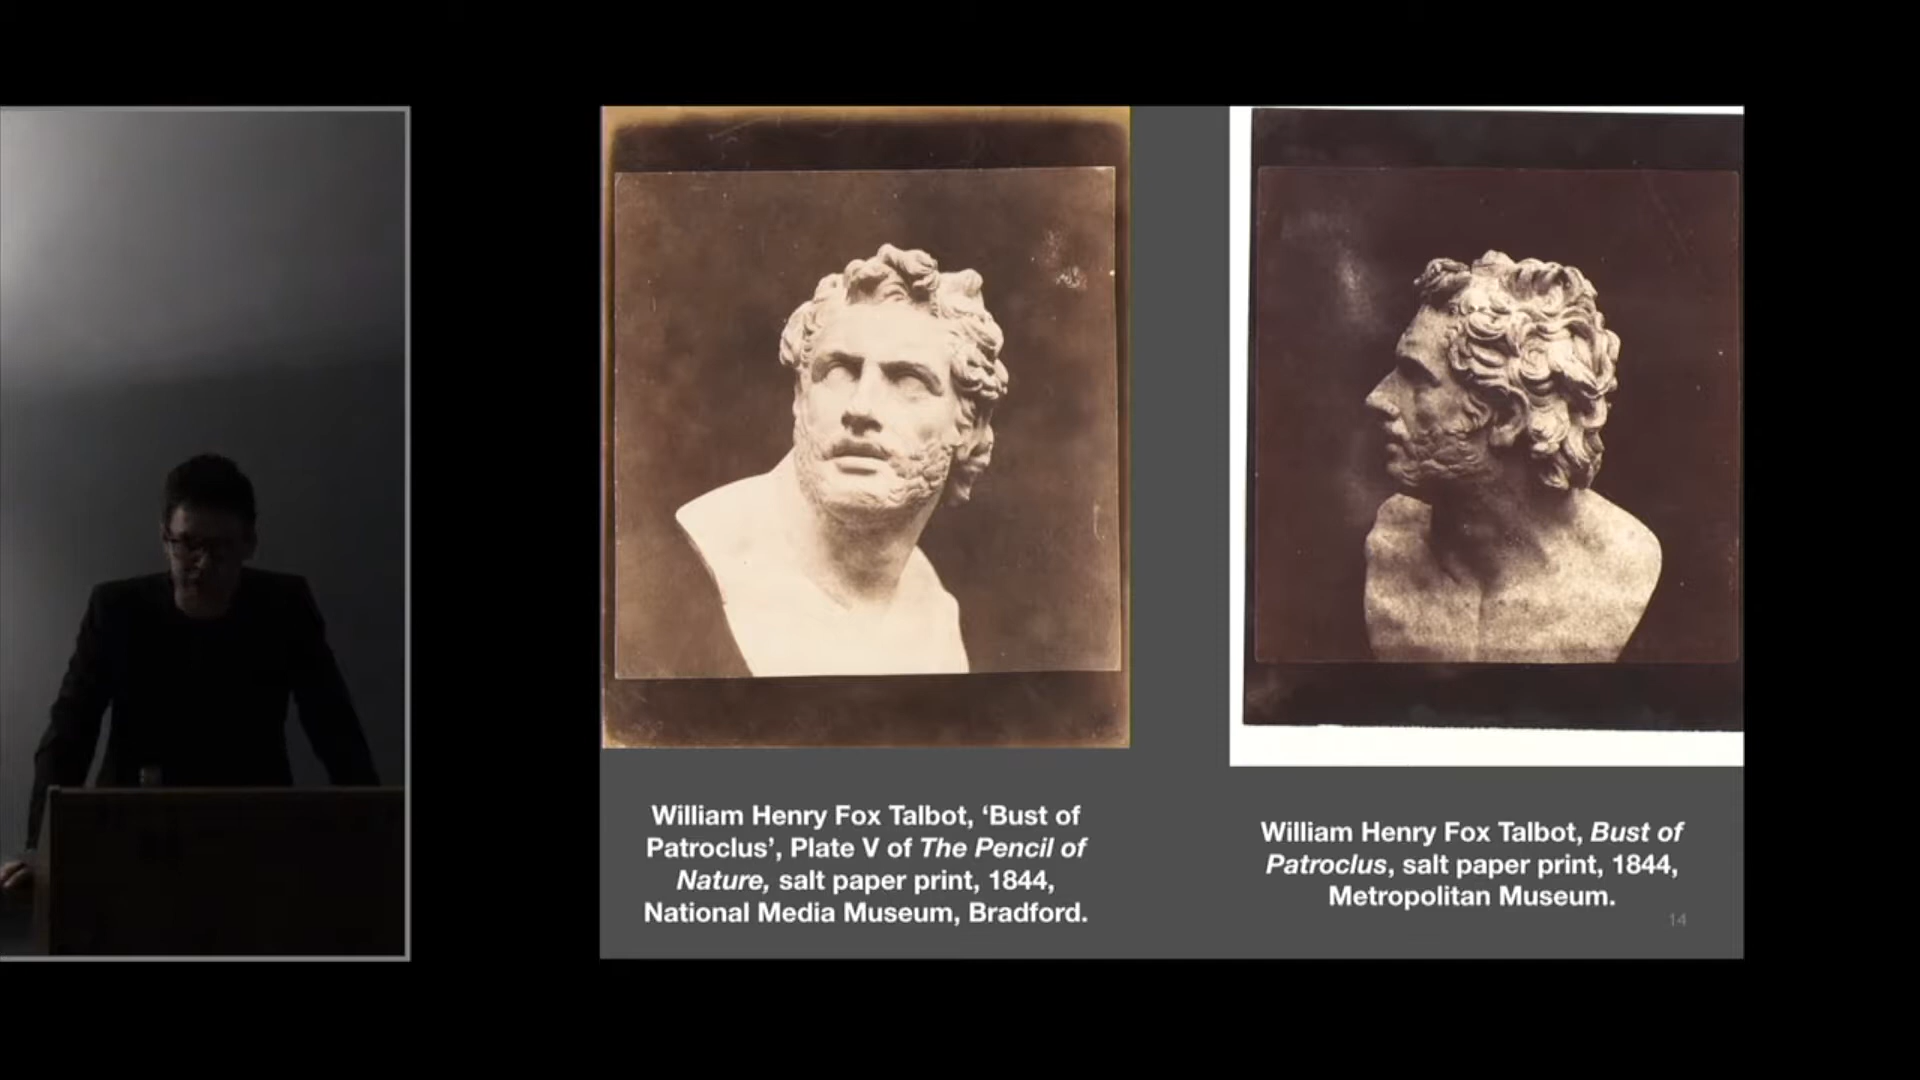 William Henry Fox Talbot, ‘Bust of
Patroclus’, Plate V of The Pencil of
Nature, salt paper print, 1844,
National Media Museum, Bradford.
William Henry Fox Talbot, Bust of
Patroclus, salt paper print, 1844,
Metropolitan Museum.
14